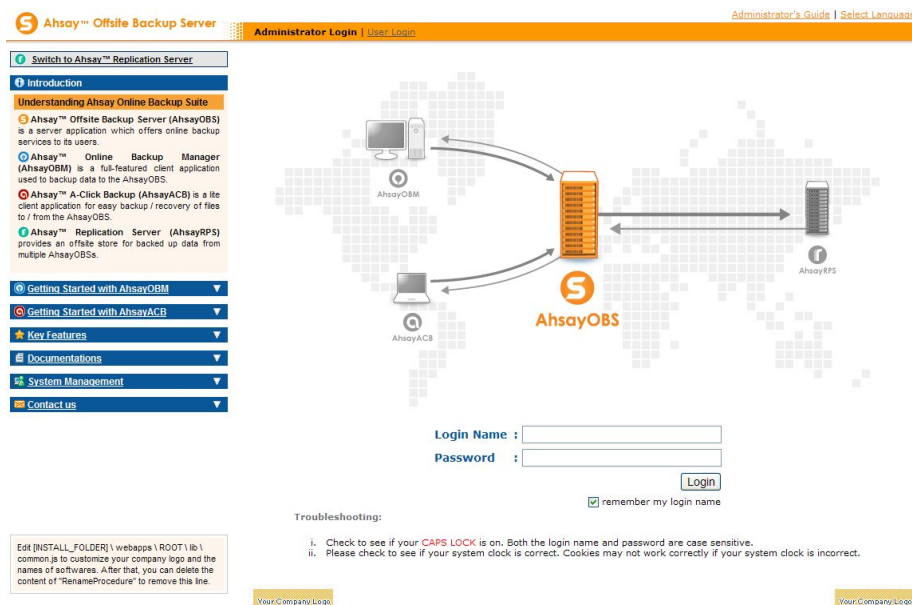 Ahsay™ Offsite Backup Server
Administrator's Guide | Select Language
Administrator Login | User Login
Switch to Ahsay™ Replication Server
Introduction
Understanding Ahsay Online Backup Suite
Ahsay™ Offsite Backup Server (AhsayOBS)
is a server application which offers online backup
services to its users.
Ahsay™ Online Backup Manager
(AhsayOBM) is a full-featured client application
used to backup data to the AhsayOBS.
Ahsay™ A-Click Backup (AhsayACB) is a lite
client application for easy backup / recovery of files
to / from the AhsayOBS.
Ahsay™ Replication Server (AhsayRPS)
provides an offsite store for backed up data from
multiple AhsayOBSs.
Getting Started with AhsayOBM
Getting Started with AhsayACB
Key Features
Documentations
System Management
Contact us
AhsayOBM
AhsayACB
AhsayOBS
AhsayRPS
Login Name :
Password :
Login
remember my login name
Troubleshooting:
i. Check to see if your CAPS LOCK is on. Both the login name and password are case sensitive.
ii. Please check to see if your system clock is correct. Cookies may not work correctly if your system clock is incorrect.
Edit [INSTALL_FOLDER] \ webapps \ ROOT \ lib \
common.js to customize your company logo and the
names of softwares. After that, you can delete the
content of "RenameProcedure" to remove this line.
Your Company Logo
Your Company Logo